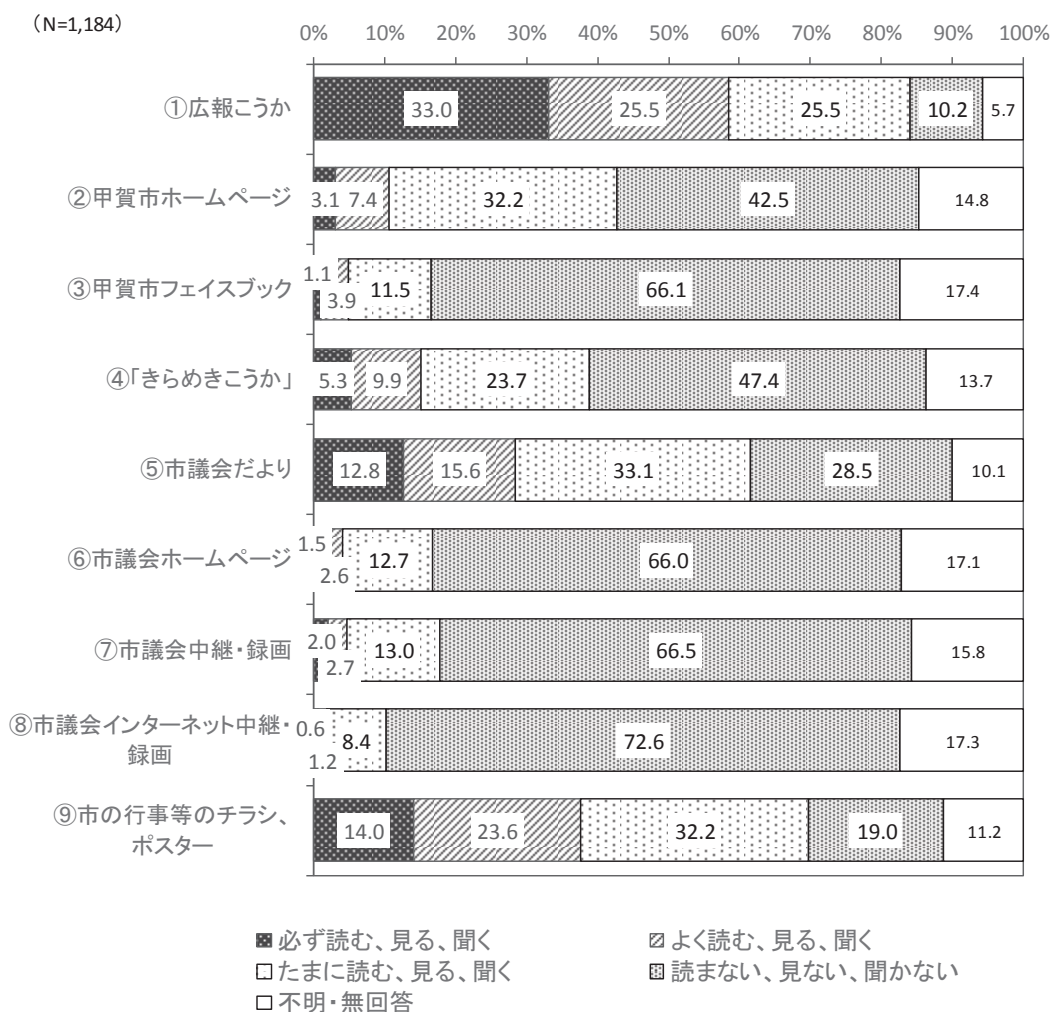 （N=1,184）
0% 10% 20% 30% 40% 50% 60% 70% 80% 90% 100%
①広報こうか 33.0 25.5 25.5 10.2 5.7
②甲賀市ホームページ 3.1 7.4 32.2 42.5 14.8
③甲賀市フェイスブック 1.1 3.9 11.5 66.1 17.4
④「きらめきこうか」 5.3 9.9 23.7 47.4 13.7
⑤市議会だより 12.8 15.6 33.1 28.5 10.1
⑥市議会ホームページ 1.5 2.6 12.7 66.0 17.1
⑦市議会中継・録画 2.0 2.7 13.0 66.5 15.8
⑧市議会インターネット中継・
録画 0.6 1.2 8.4 72.6 17.3
⑨市の行事等のチラシ、
ポスター 14.0 23.6 32.2 19.0 11.2
必ず読む、見る、聞く よく読む、見る、聞く
たまに読む、見る、聞く 読まない、見ない、聞かない
不明・無回答